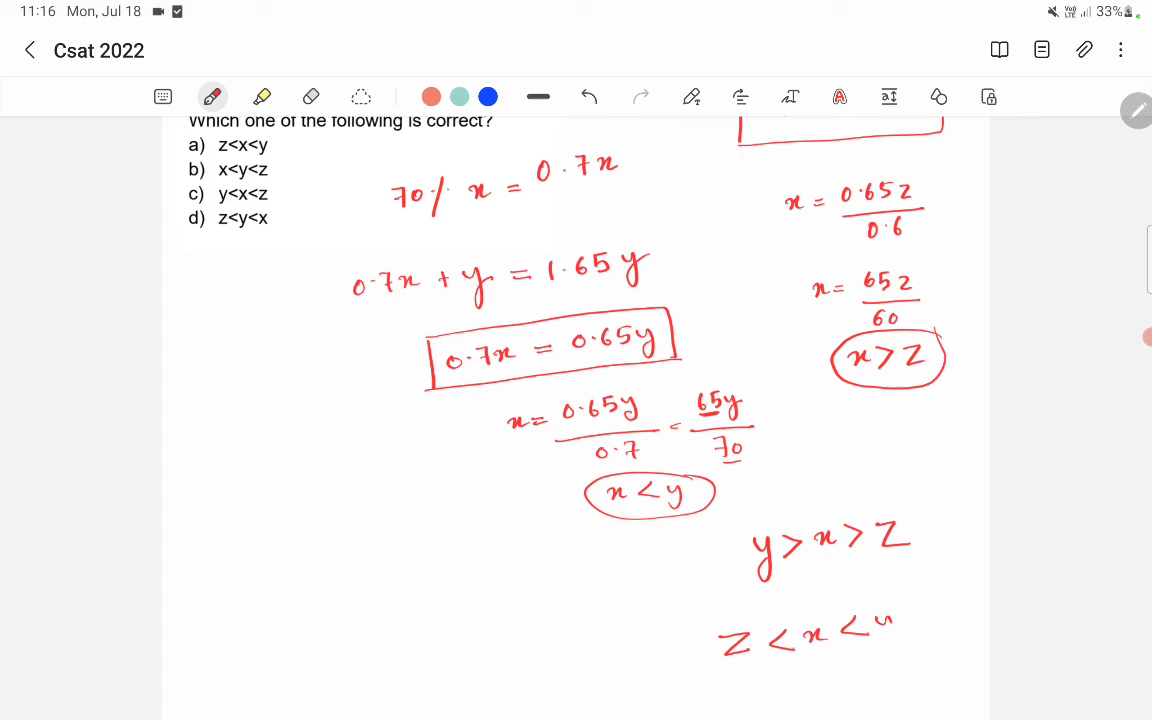 11:16 Mon, Jul 18
Vo) LTE 33%
Csat 2022
Which one of the following is correct?
a) z<x<y
b) x<y<z
c) y<x<z
d) z<y<x
70% x = 0.7x
0.7x + y = 1.65y
0.7x = 0.65y
x = 0.65y / 0.7 = 65y / 70
x < y
x = 0.65z / 0.6
x = 65z / 60
x > z
y > x > z
z < x <